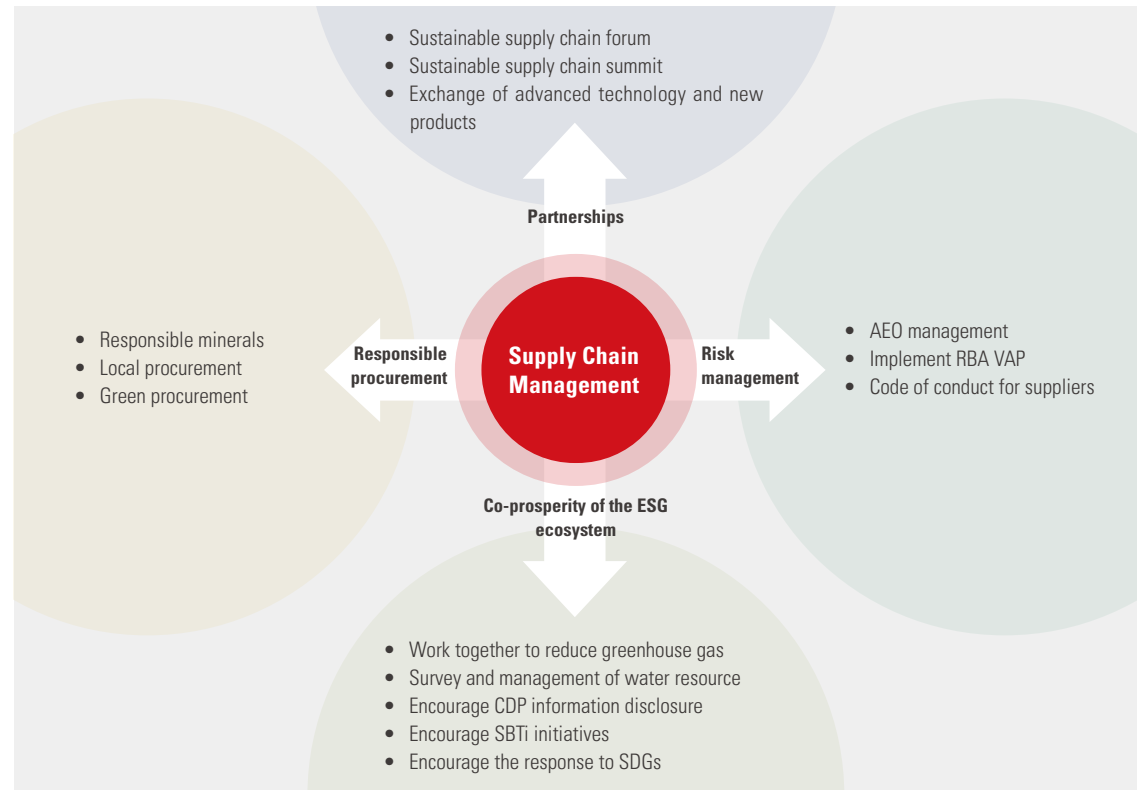 • Sustainable supply chain forum
• Sustainable supply chain summit
• Exchange of advanced technology and new
products
Partnerships
• Responsible minerals
• Local procurement
• Green procurement
Responsible
procurement
Supply Chain
Management
Risk
management
• AEO management
• Implement RBA VAP
• Code of conduct for suppliers
Co-prosperity of the ESG
ecosystem
• Work together to reduce greenhouse gas
• Survey and management of water resource
• Encourage CDP information disclosure
• Encourage SBTi initiatives
• Encourage the response to SDGs